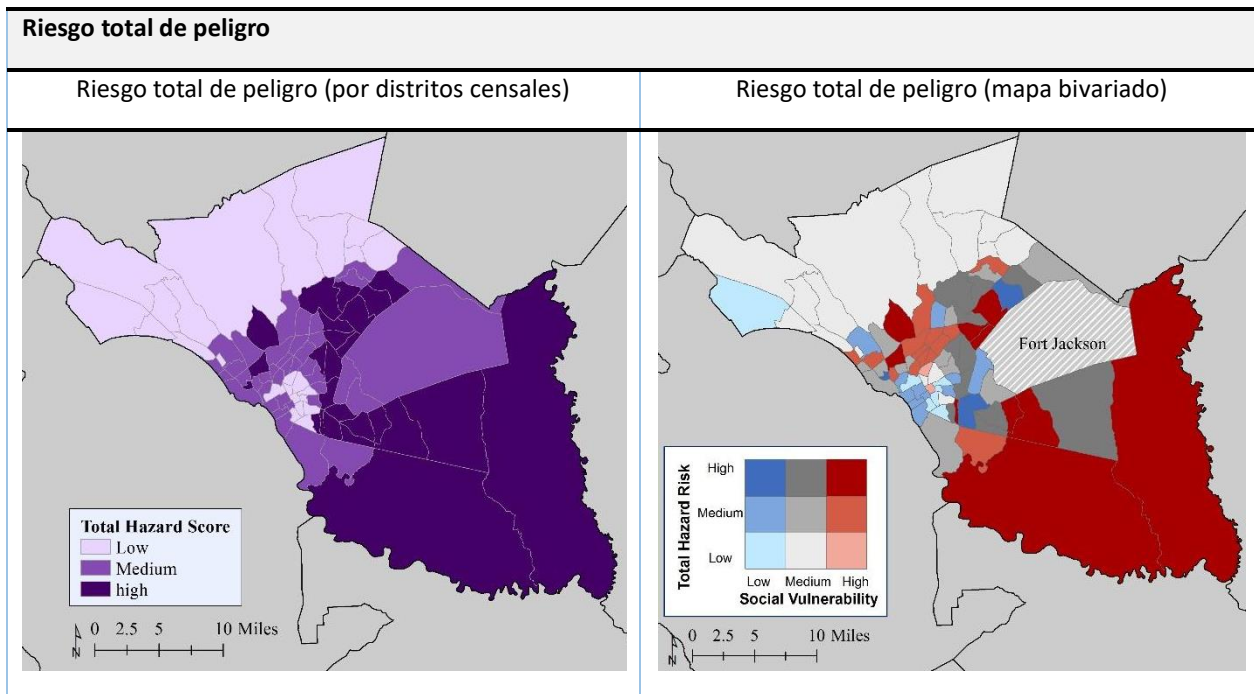 Riesgo total de peligro
Riesgo total de peligro (por distritos censales)
Riesgo total de peligro (mapa bivariado)
Total Hazard Score
Low
Medium
high
N
0 2.5 5 10 Miles
Fort Jackson
Total Hazard Risk
High
Medium
Low
Low Medium High
Social Vulnerability
N
0 2.5 5 10 Miles